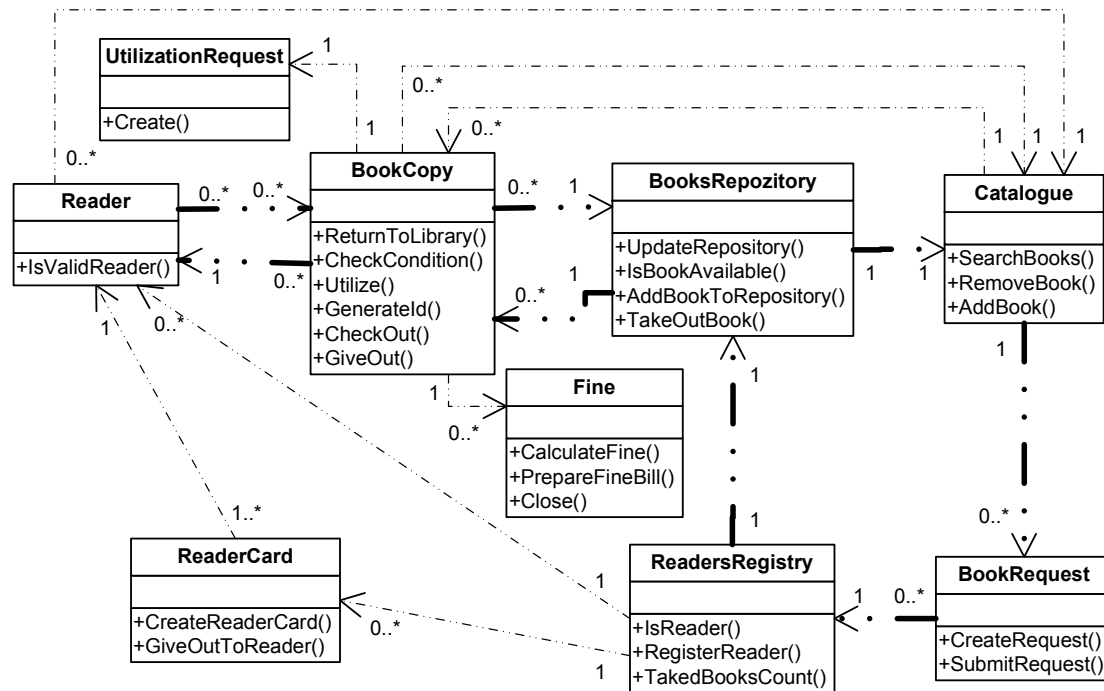 UtilizationRequest
+Create()
1
1
0..*
0..*
1
1
1
0..*
Reader
+IsValidReader()
0..*
0..*
1
0..*
BookCopy
+ReturnToLibrary()
+CheckCondition()
+Utilize()
+GenerateId()
+CheckOut()
+GiveOut()
0..*
1
1
0..*
BooksRepozitory
+UpdateRepository()
+IsBookAvailable()
+AddBookToRepository()
+TakeOutBook()
1
1
Catalogue
+SearchBooks()
+RemoveBook()
+AddBook()
1
0..*
1
0..*
Fine
+CalculateFine()
+PrepareFineBill()
+Close()
1
0..*
1
1
1..*
ReaderCard
+CreateReaderCard()
+GiveOutToReader()
0..*
1
1
1
ReadersRegistry
+IsReader()
+RegisterReader()
+TakedBooksCount()
1
0..*
BookRequest
+CreateRequest()
+SubmitRequest()